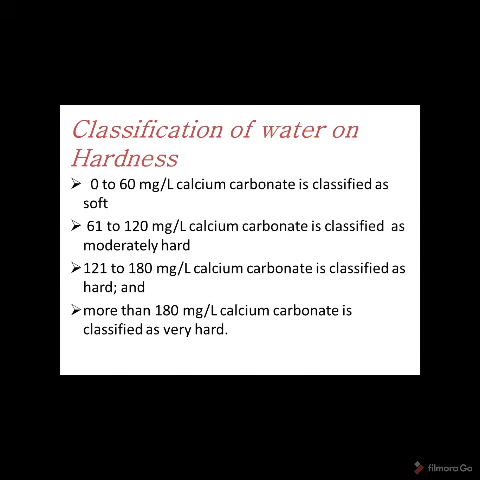 Classification of water on
Hardness
➢ 0 to 60 mg/L calcium carbonate is classified as
soft
➢ 61 to 120 mg/L calcium carbonate is classified as
moderately hard
➢121 to 180 mg/L calcium carbonate is classified as
hard; and
➢more than 180 mg/L calcium carbonate is
classified as very hard.
filmora Go